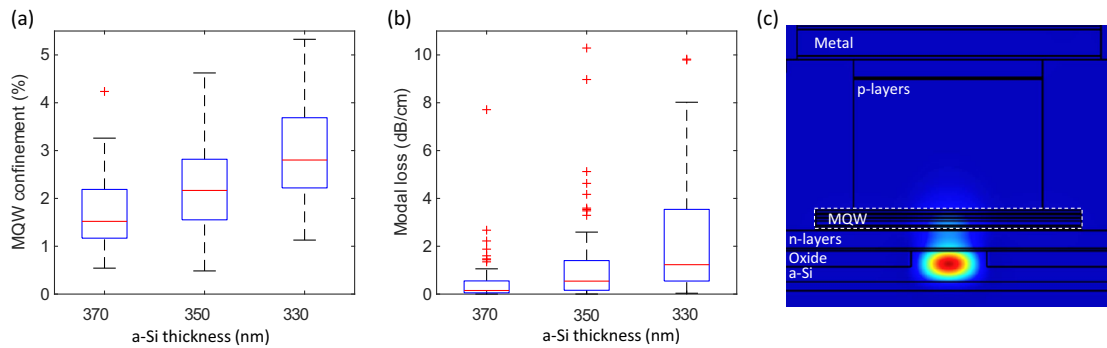 (a)
MQW confinement (%)
5
4
3
2
1
0
370
350
330
a-Si thickness (nm)
(b)
Modal loss (dB/cm)
10
8
6
4
2
0
370
350
330
a-Si thickness (nm)
(c)
Metal
p-layers
MQW
n-layers
Oxide
a-Si